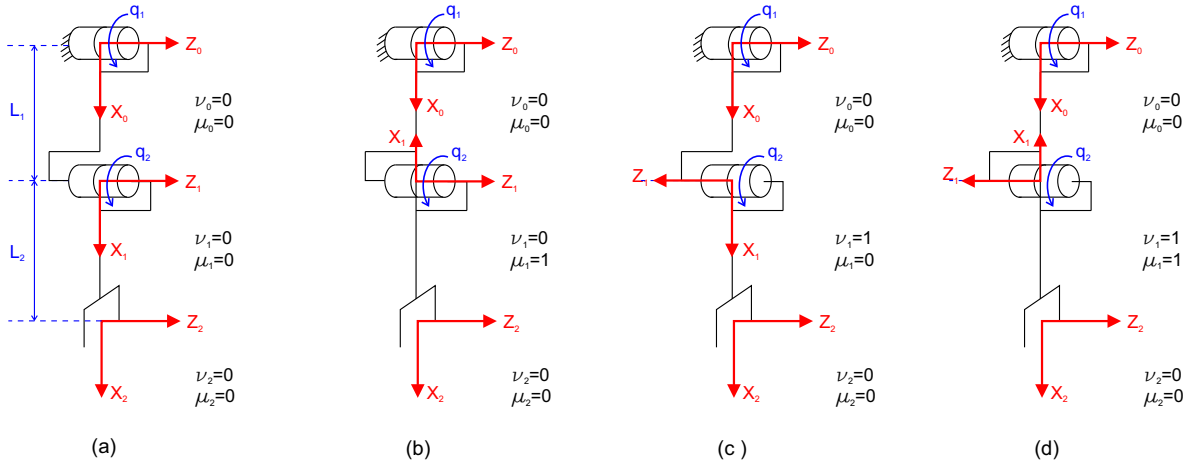 q₁ q₁ q₁ q₁
Z₀ Z₀ Z₀ Z₀
L₁ X₀ ν₀=0 X₀ ν₀=0 X₀ ν₀=0 X₀ ν₀=0
μ₀=0 μ₀=0 μ₀=0 μ₀=0
X₁ X₁
q₂ q₂ q₂ q₂
Z₁ Z₁ Z₁ Z₁
L₂ X₁ ν₁=0 ν₁=0 X₁ ν₁=1 ν₁=1
μ₁=0 μ₁=1 μ₁=0 μ₁=1
Z₂ Z₂ Z₂ Z₂
ν₂=0 ν₂=0 ν₂=0 ν₂=0
X₂ μ₂=0 X₂ μ₂=0 X₂ μ₂=0 X₂ μ₂=0
(a) (b) (c ) (d)